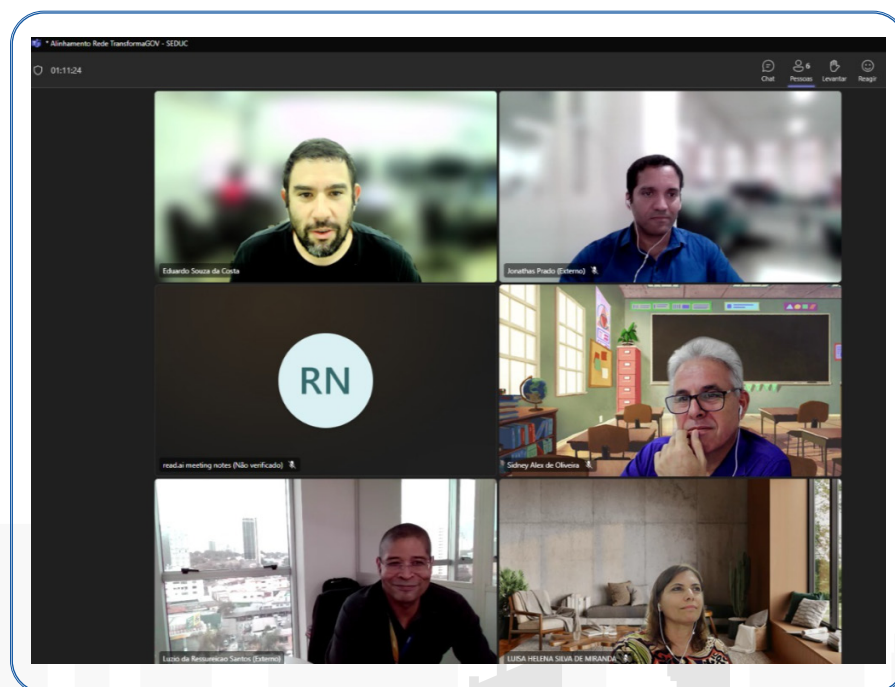 * Alinhamento Rede TransformaGOV - SEDUC
01:11:24
6
Chat Pessoas Levantar Reagir
Eduardo Souza da Costa
Jonathas Prado (Externo)
RN
read.ai meeting notes (Não verificado)
Sidney Alex de Oliveira
Luzio da Ressurreicao Santos (Externo)
LUISA HELENA SILVA DE MIRANDA